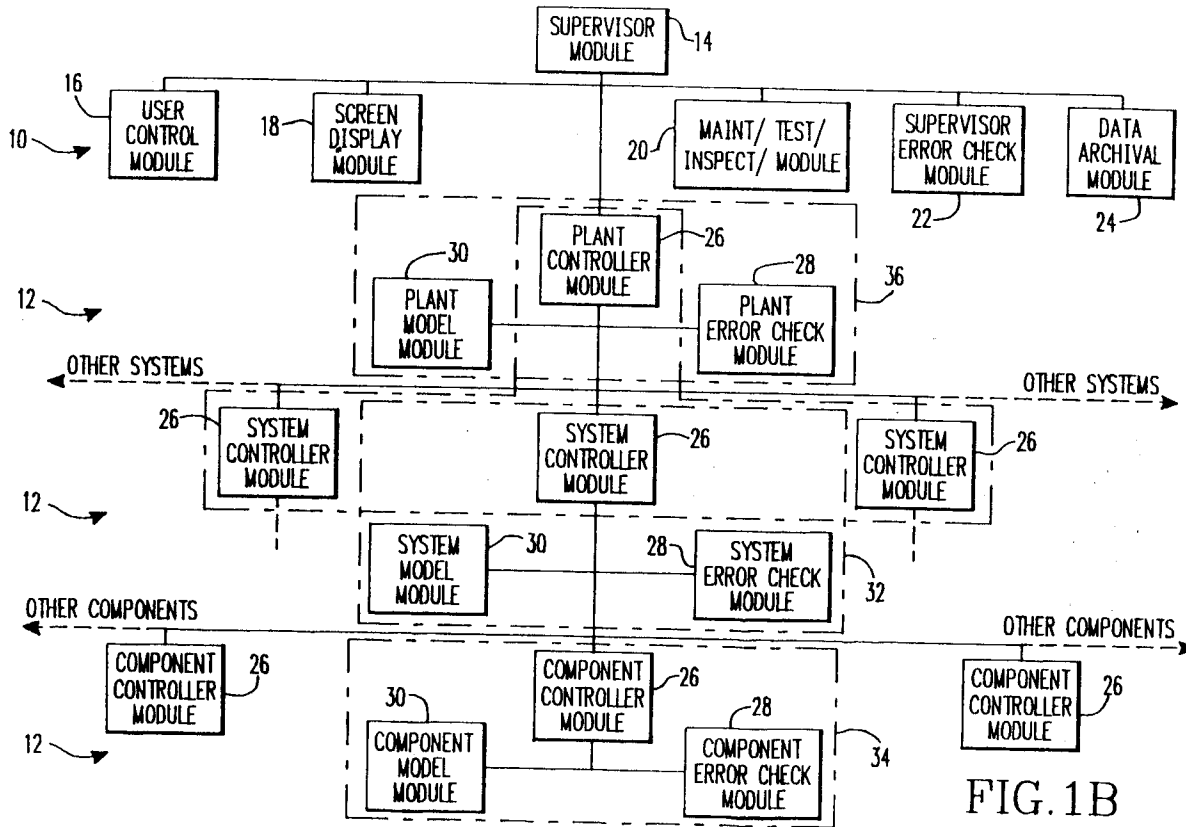 SUPERVISOR
MODULE
14
16
USER
CONTROL
MODULE
10
18
SCREEN
DISPLAY
MODULE
20
MAINT/ TEST/
INSPECT/ MODULE
SUPERVISOR
ERROR CHECK
MODULE
22
DATA
ARCHIVAL
MODULE
24
PLANT
CONTROLLER
MODULE
26
30
PLANT
MODEL
MODULE
28
PLANT
ERROR CHECK
MODULE
36
12
OTHER SYSTEMS
OTHER SYSTEMS
26
SYSTEM
CONTROLLER
MODULE
SYSTEM
CONTROLLER
MODULE
26
SYSTEM
CONTROLLER
MODULE
26
12
SYSTEM
MODEL
MODULE
30
28
SYSTEM
ERROR CHECK
MODULE
32
OTHER COMPONENTS
OTHER COMPONENTS
COMPONENT
CONTROLLER
MODULE
26
COMPONENT
CONTROLLER
MODULE
26
COMPONENT
CONTROLLER
MODULE
26
12
30
COMPONENT
MODEL
MODULE
28
COMPONENT
ERROR CHECK
MODULE
34
FIG. 1B